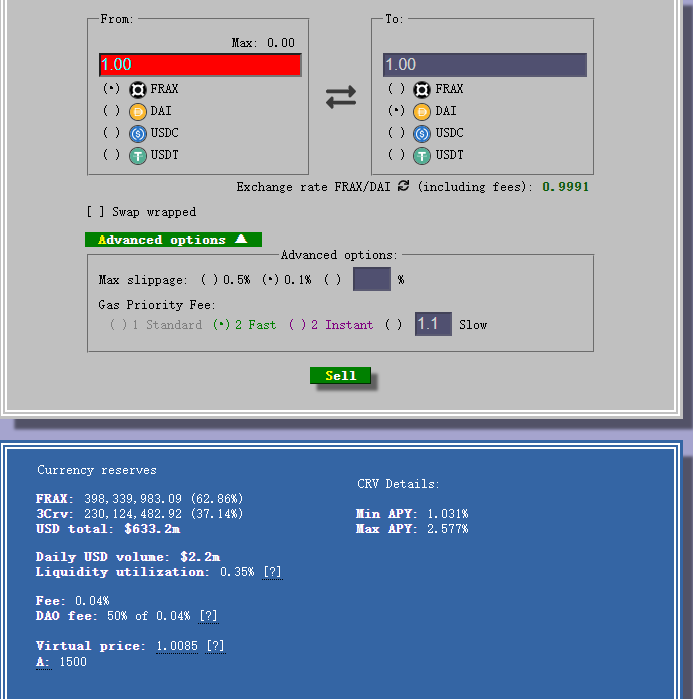 From:
Max: 0.00
1.00
(•) FRAX
( ) DAI
( ) USDC
( ) USDT
To:
1.00
( ) FRAX
(•) DAI
( ) USDC
( ) USDT
Exchange rate FRAX/DAI (including fees): 0.9991
[ ] Swap wrapped
Advanced options ▲
Advanced options:
Max slippage: ( ) 0.5% (•) 0.1% ( ) %
Gas Priority Fee:
( ) 1 Standard (•) 2 Fast ( ) 2 Instant ( ) 1.1 Slow
Sell
Currency reserves
FRAX: 398,339,983.09 (62.86%)
3Crv: 230,124,482.92 (37.14%)
USD total: $633.2m
Daily USD volume: $2.2m
Liquidity utilization: 0.35% [?]
Fee: 0.04%
DAO fee: 50% of 0.04% [?]
Virtual price: 1.0085 [?]
A: 1500
CRV Details:
Min APY: 1.031%
Max APY: 2.577%